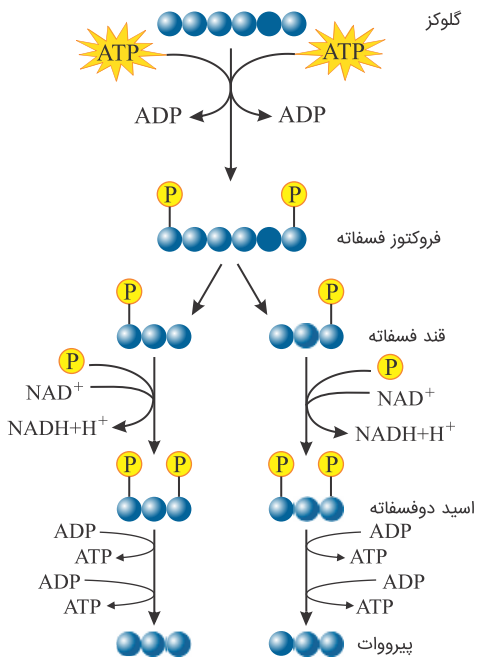 گلوکز
ATP ATP
ADP ADP
P P
فروکتوز فسفاته
P P
قند فسفاته
P P
NAD+ NAD+
NADH+H+ NADH+H+
P P P P
اسید دوفسفاته
ADP ADP
ATP ATP
ADP ADP
ATP ATP
پیرووات